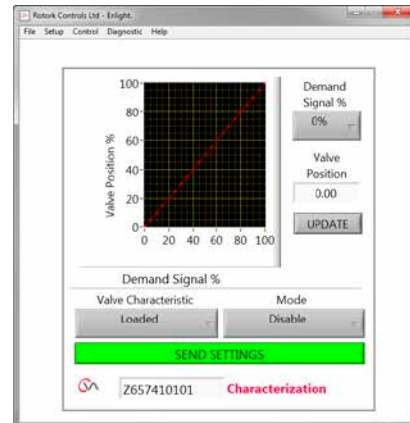 Rotork Controls Ltd - Enlight.
File Setup Control Diagnostic Help
Demand
Signal %
0%
Valve
Position
0.00
UPDATE
Valve Position %
100
80
60
40
20
0
0 20 40 60 80 100
Demand Signal %
Valve Characteristic Mode
Loaded Disable
SEND SETTINGS
Z657410101 Characterization